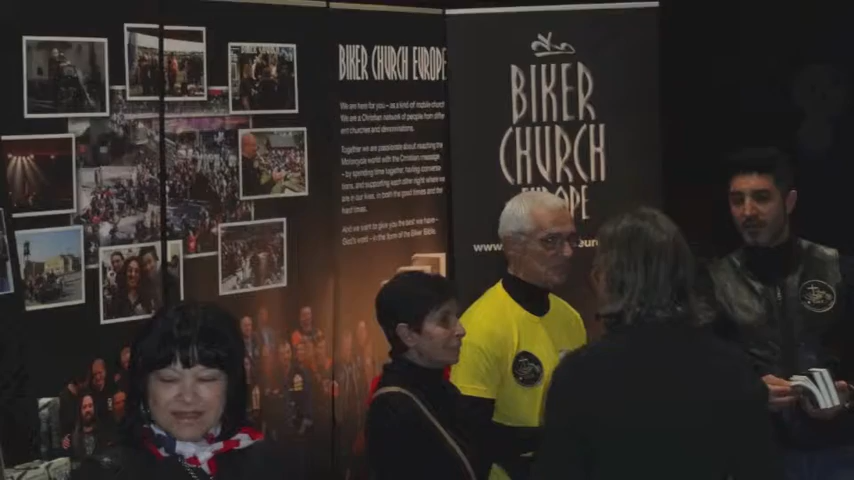 BIKER CHURCH EUROPE
We are here for you – as a kind of mobile church
We are a Christian network of people from differ
ent churches and denominations.
Together we are passionate about reaching the
Motorcycle world with the Christian message
– by spending time together, having conversa-
tions, and supporting each other right where we
are in our lives, in both the good times and the
hard times.
And we want to give you the best we have –
God's word – in the form of the Biker Bible.
BIKER
CHURCH
EUROPE
www.